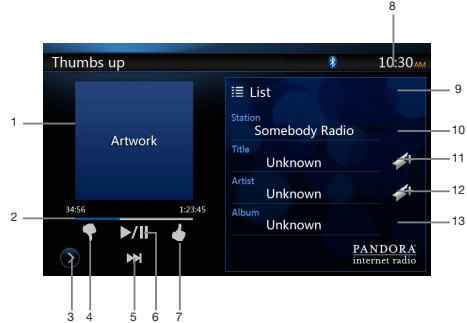 8
Thumbs up
10:30AM
List
9
Station
Somebody Radio
10
1
Artwork
Title
Unknown
11
Artist
Unknown
12
2
34:56
1:23:45
Album
Unknown
13
PANDORA
internet radio
3
4
5
6
7